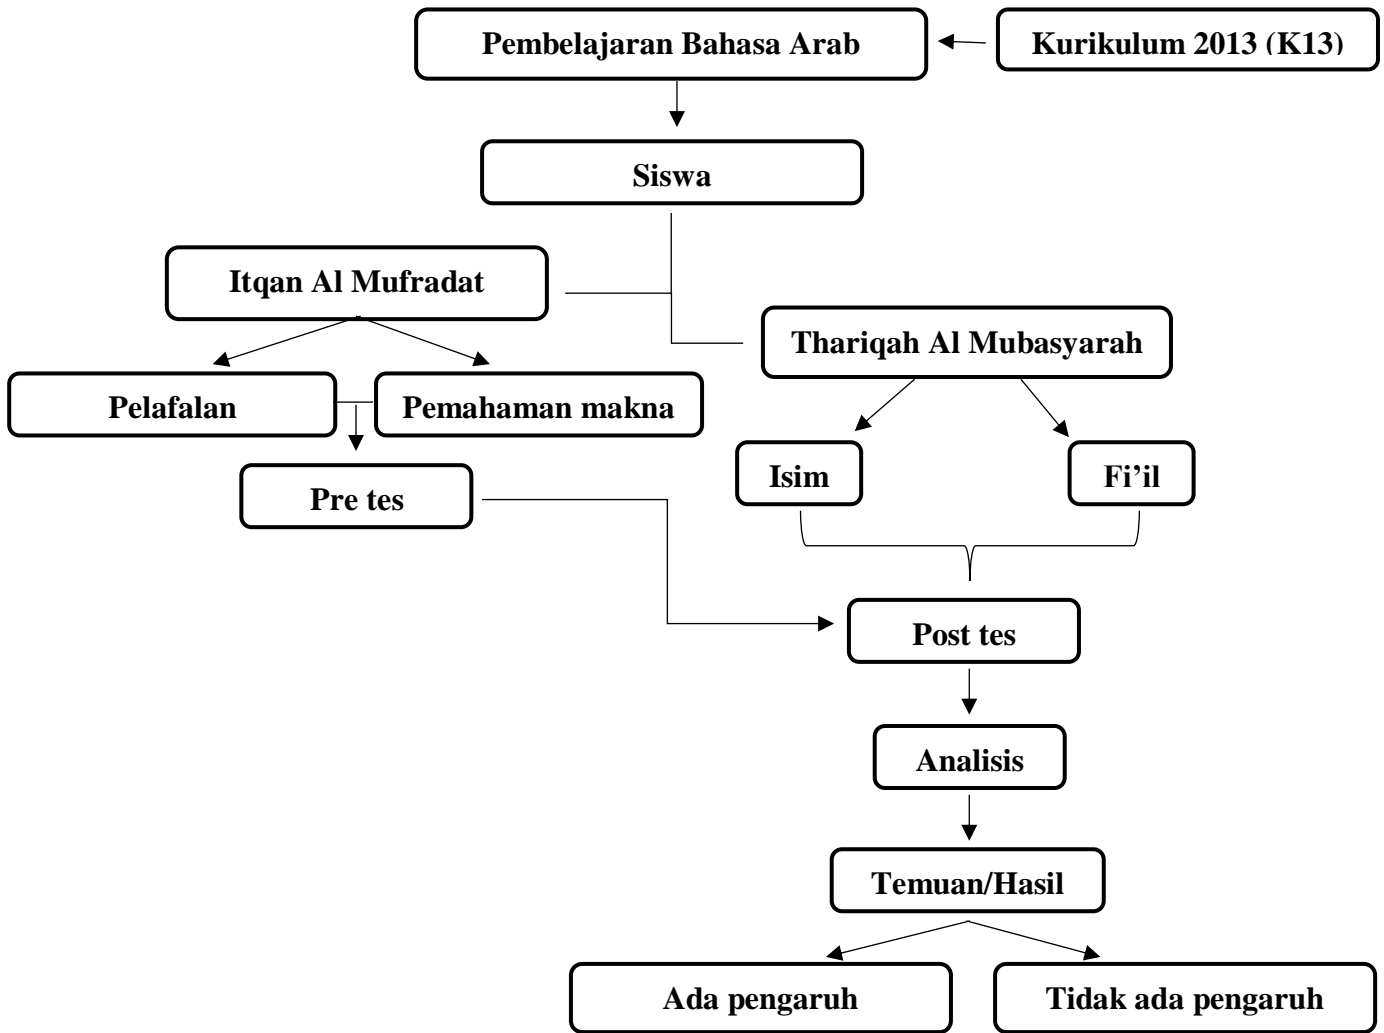 Pembelajaran Bahasa Arab
Kurikulum 2013 (K13)
Siswa
Itqan Al Mufradat
Thariqah Al Mubasyarah
Pelafalan
Pemahaman makna
Isim
Fi’il
Pre tes
Post tes
Analisis
Temuan/Hasil
Ada pengaruh
Tidak ada pengaruh